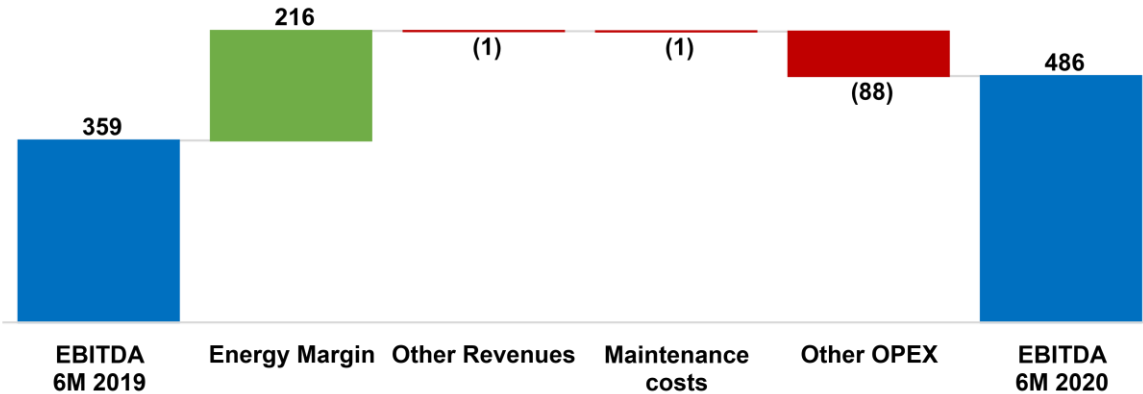 216
(1)
(1)
486
(88)
359
EBITDA
6M 2019
Energy Margin
Other Revenues
Maintenance
costs
Other OPEX
EBITDA
6M 2020